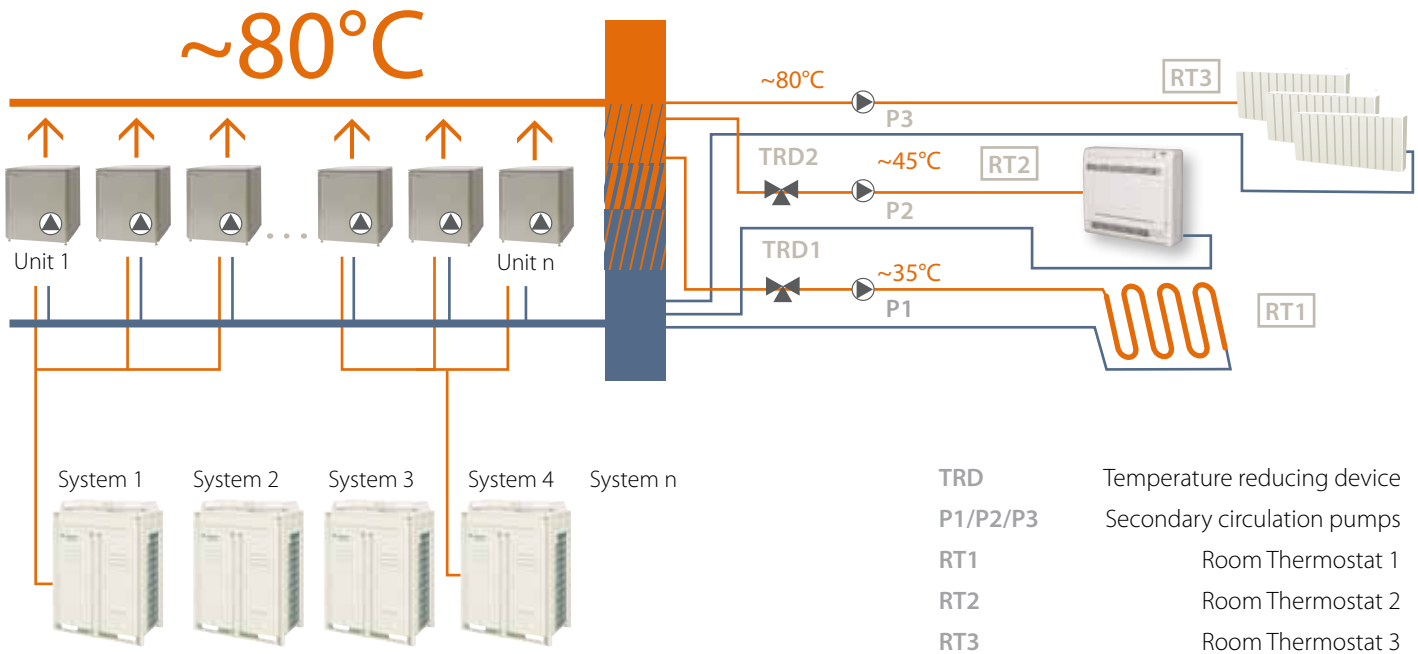 ~80°C
~80°C
RT3
P3
TRD2
~45°C
RT2
P2
TRD1
~35°C
P1
RT1
Unit 1
. . .
Unit n
System 1
System 2
System 3
System 4
System n
TRD Temperature reducing device
P1/P2/P3 Secondary circulation pumps
RT1 Room Thermostat 1
RT2 Room Thermostat 2
RT3 Room Thermostat 3